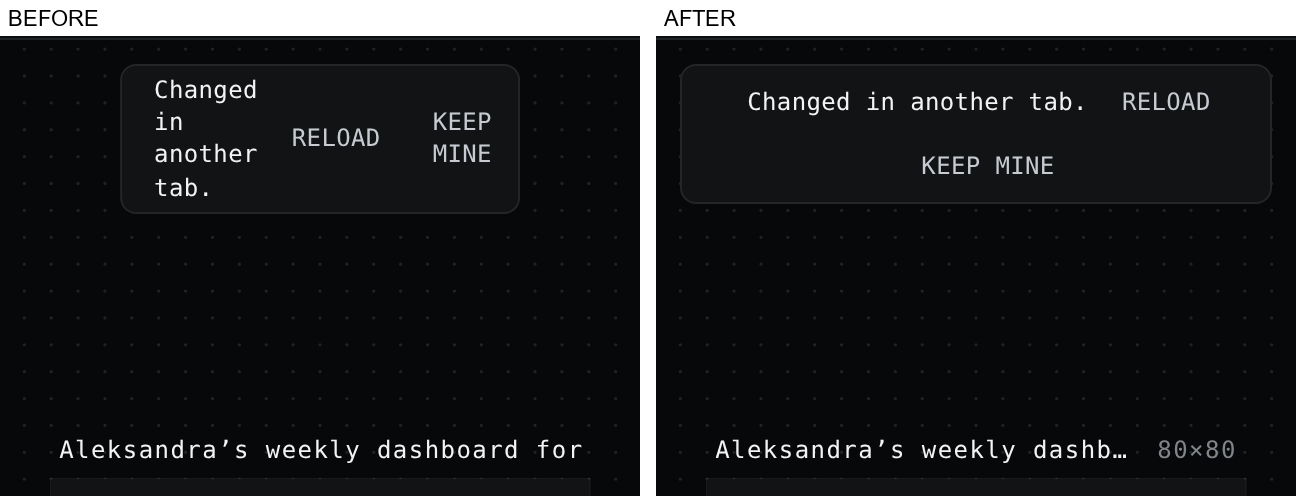 BEFORE
Changed
in
another
tab.
RELOAD
KEEP
MINE
Aleksandra’s weekly dashboard for
AFTER
Changed in another tab. RELOAD
KEEP MINE
Aleksandra’s weekly dashb… 80×80